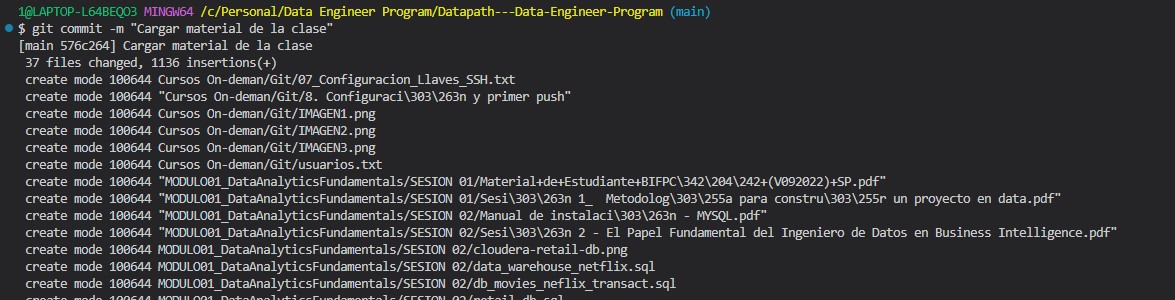 1@LAPTOP-L64BEQO3 MINGW64 /c/Personal/Data Engineer Program/Datapath---Data-Engineer-Program (main)
$ git commit -m "Cargar material de la clase"
[main 576c264] Cargar material de la clase
 37 files changed, 1136 insertions(+)
 create mode 100644 Cursos On-deman/Git/07_Configuracion_Llaves_SSH.txt
 create mode 100644 "Cursos On-deman/Git/8. Configuraci\303\263n y primer push"
 create mode 100644 Cursos On-deman/Git/IMAGEN1.png
 create mode 100644 Cursos On-deman/Git/IMAGEN2.png
 create mode 100644 Cursos On-deman/Git/IMAGEN3.png
 create mode 100644 Cursos On-deman/Git/usuarios.txt
 create mode 100644 "MODULO01_DataAnalyticsFundamentals/SESION 01/Material+de+Estudiante+BIFPC\342\204\242+(V092022)+SP.pdf"
 create mode 100644 "MODULO01_DataAnalyticsFundamentals/SESION 01/Sesi\303\263n 1_  Metodolog\303\255a para constru\303\255r un proyecto en data.pdf"
 create mode 100644 "MODULO01_DataAnalyticsFundamentals/SESION 02/Manual de instalaci\303\263n - MYSQL.pdf"
 create mode 100644 "MODULO01_DataAnalyticsFundamentals/SESION 02/Sesi\303\263n 2 - El Papel Fundamental del Ingeniero de Datos en Business Intelligence.pdf"
 create mode 100644 MODULO01_DataAnalyticsFundamentals/SESION 02/cloudera-retail-db.png
 create mode 100644 MODULO01_DataAnalyticsFundamentals/SESION 02/data_warehouse_netflix.sql
 create mode 100644 MODULO01_DataAnalyticsFundamentals/SESION 02/db_movies_neflix_transact.sql
 create mode 100644 MODULO01_DataAnalyticsFundamentals/SESION 02/retail_db.sql